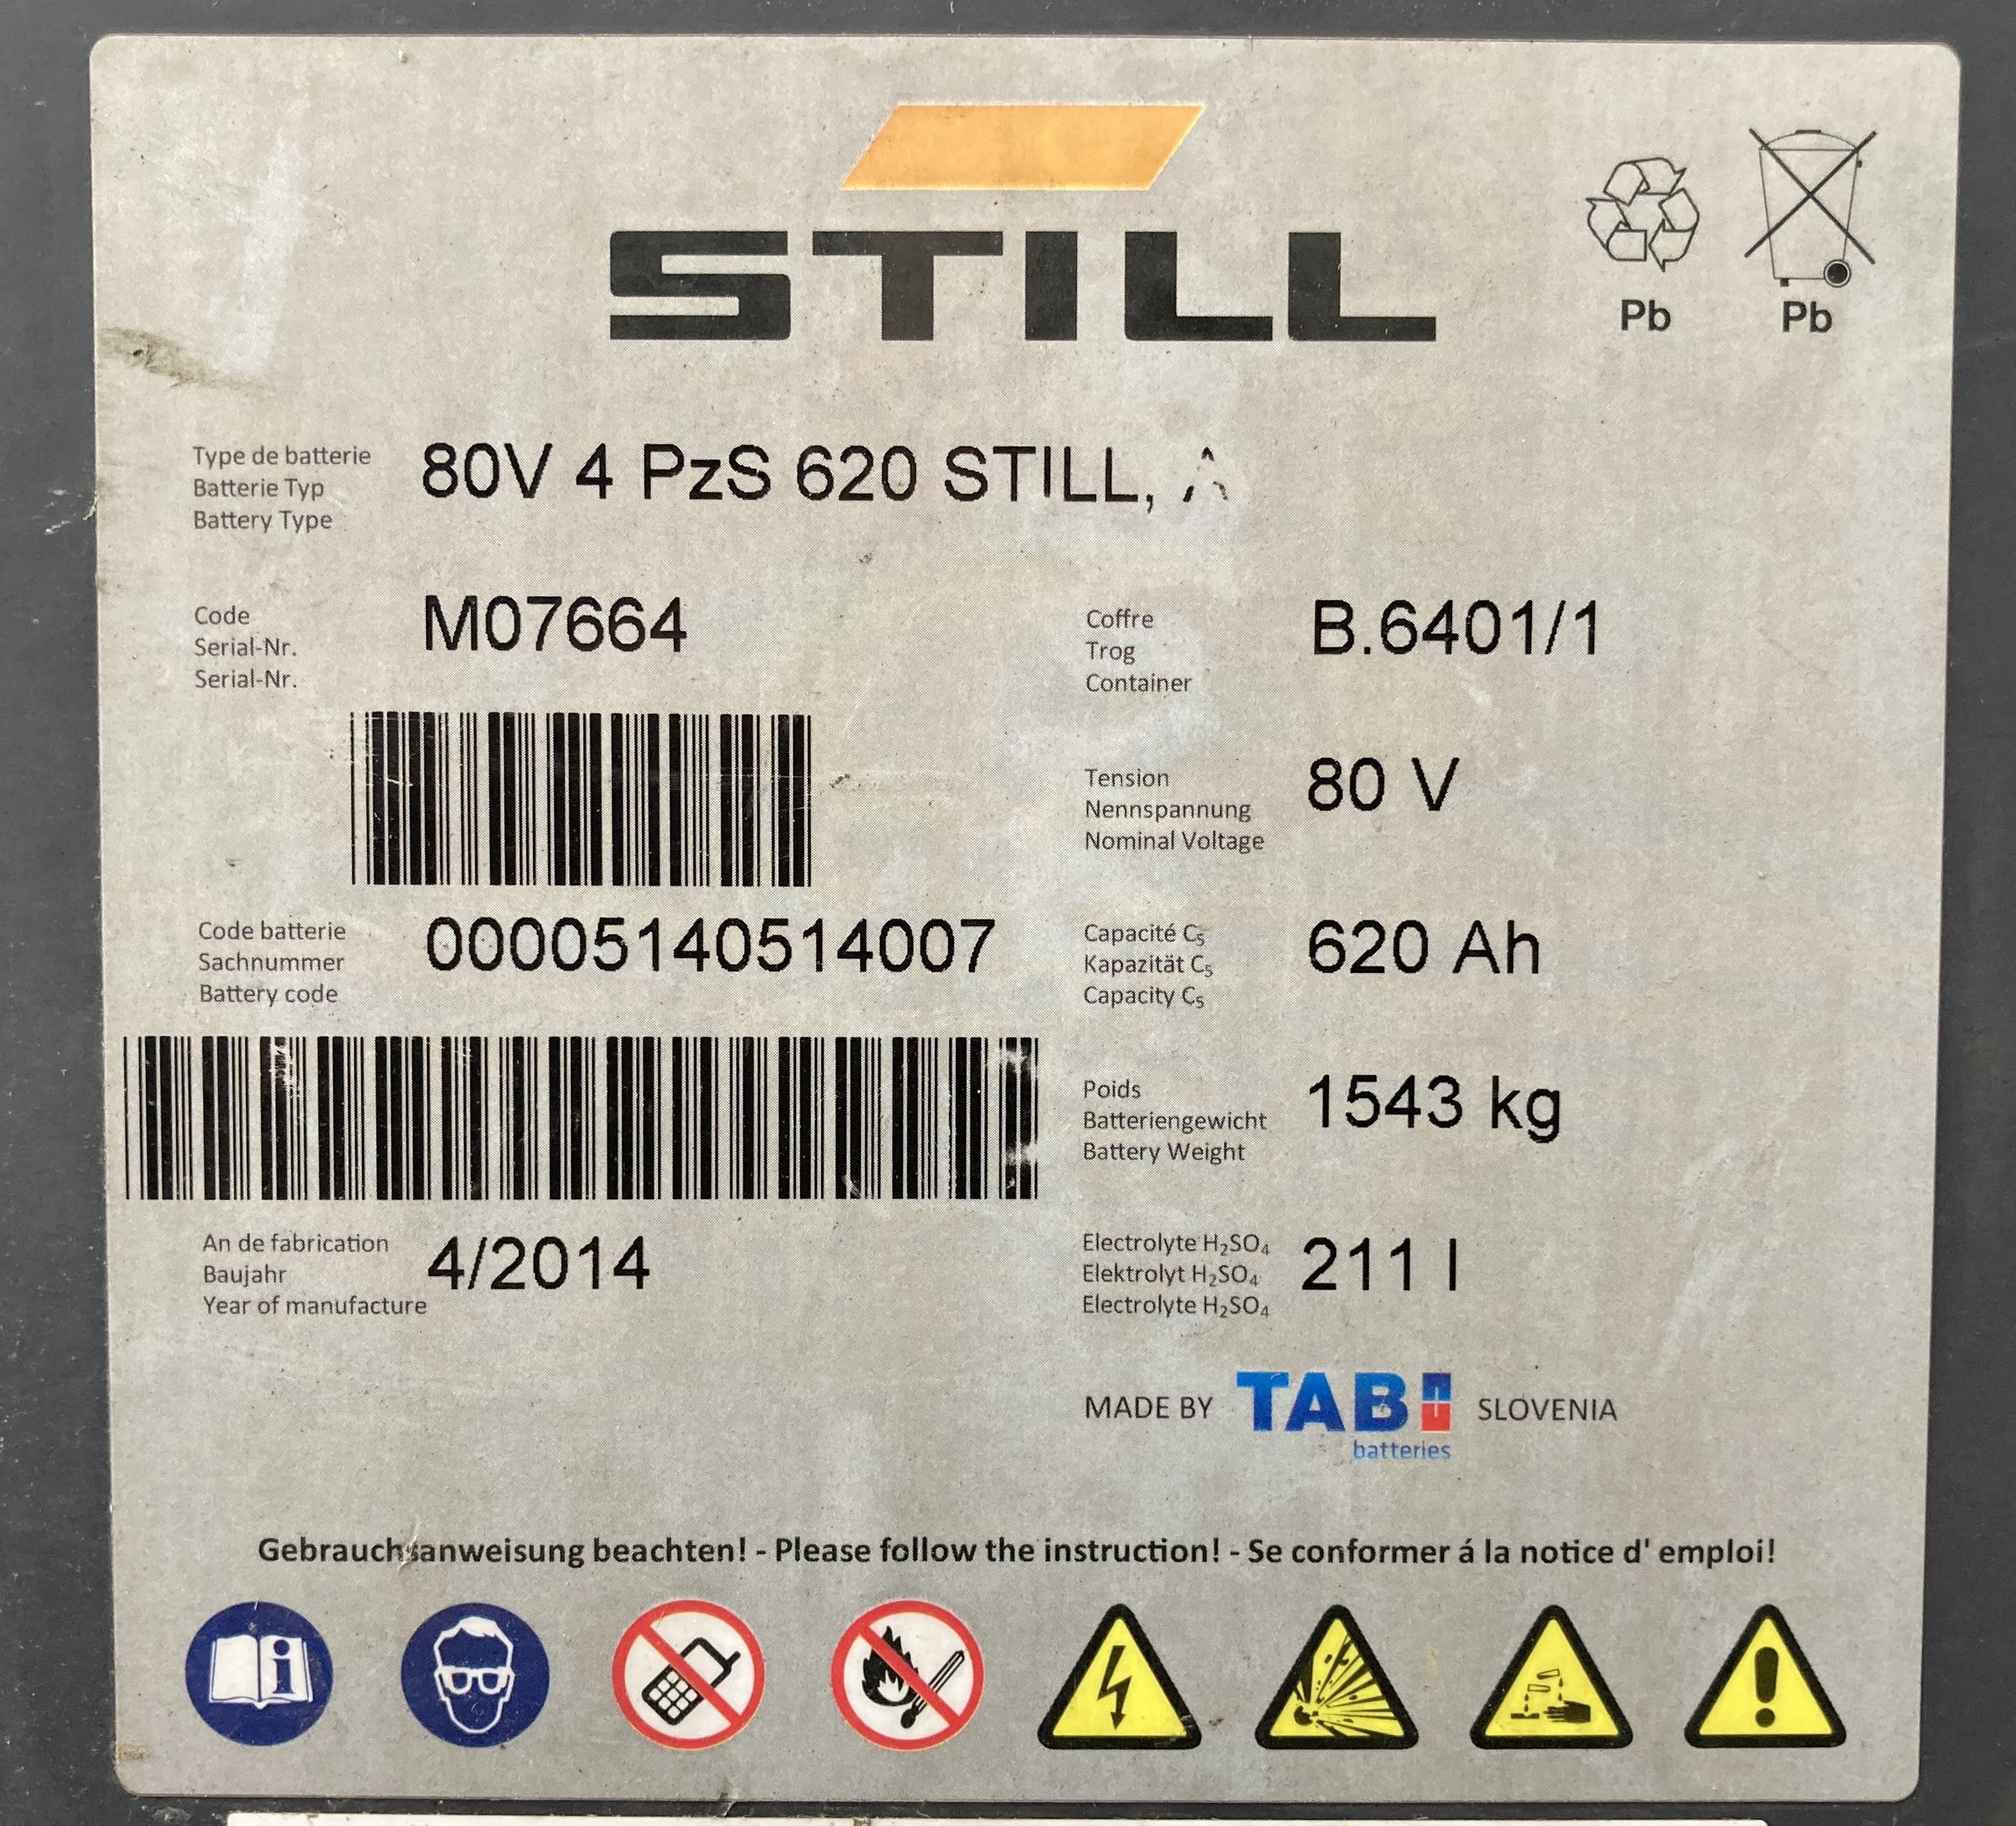 STILL
Pb Pb
Type de batterie
Batterie Typ
Battery Type
80V 4 PzS 620 STILL, A
Code
Serial-Nr.
Serial-Nr.
M07664
Coffre
Trog
Container
B.6401/1
Tension
Nennspannung
Nominal Voltage
80 V
Code batterie
Sachnummer
Battery code
00005140514007
Capacité C₅
Kapazität C₅
Capacity C₅
620 Ah
Poids
Batteriengewicht
Battery Weight
1543 kg
An de fabrication
Baujahr
Year of manufacture
4/2014
Electrolyte H₂SO₄
Elektrolyt H₂SO₄
Electrolyte H₂SO₄
211 l
MADE BY TAB SLOVENIA
batteries
Gebrauchsanweisung beachten! - Please follow the instruction! - Se conformer á la notice d' emploi!